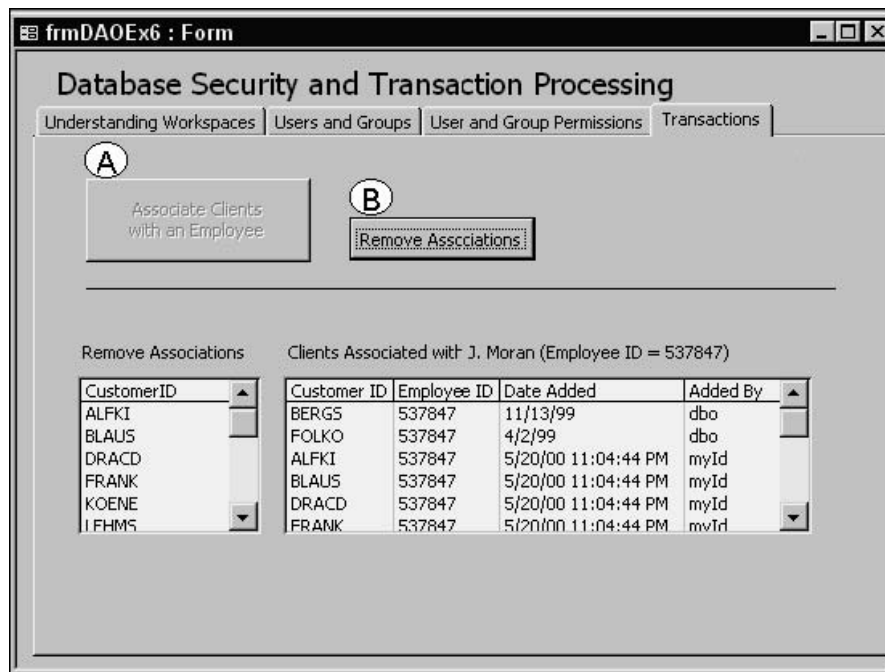 frmDAOEx6 : Form
Database Security and Transaction Processing
Understanding Workspaces Users and Groups User and Group Permissions Transactions
A
Associate Clients
with an Employee
B
Remove Asscciations
Remove Associations
Clients Associated with J. Moran (Employee ID = 537847)
CustomerID
ALFKI
BLAUS
DRACD
FRANK
KOENE
LEHMS
Customer ID Employee ID Date Added Added By
BERGS 537847 11/13/99 dbo
FOLKO 537847 4/2/99 dbo
ALFKI 537847 5/20/00 11:04:44 PM myId
BLAUS 537847 5/20/00 11:04:44 PM myId
DRACD 537847 5/20/00 11:04:44 PM myId
FRANK 537847 5/20/00 11:04:44 PM myId